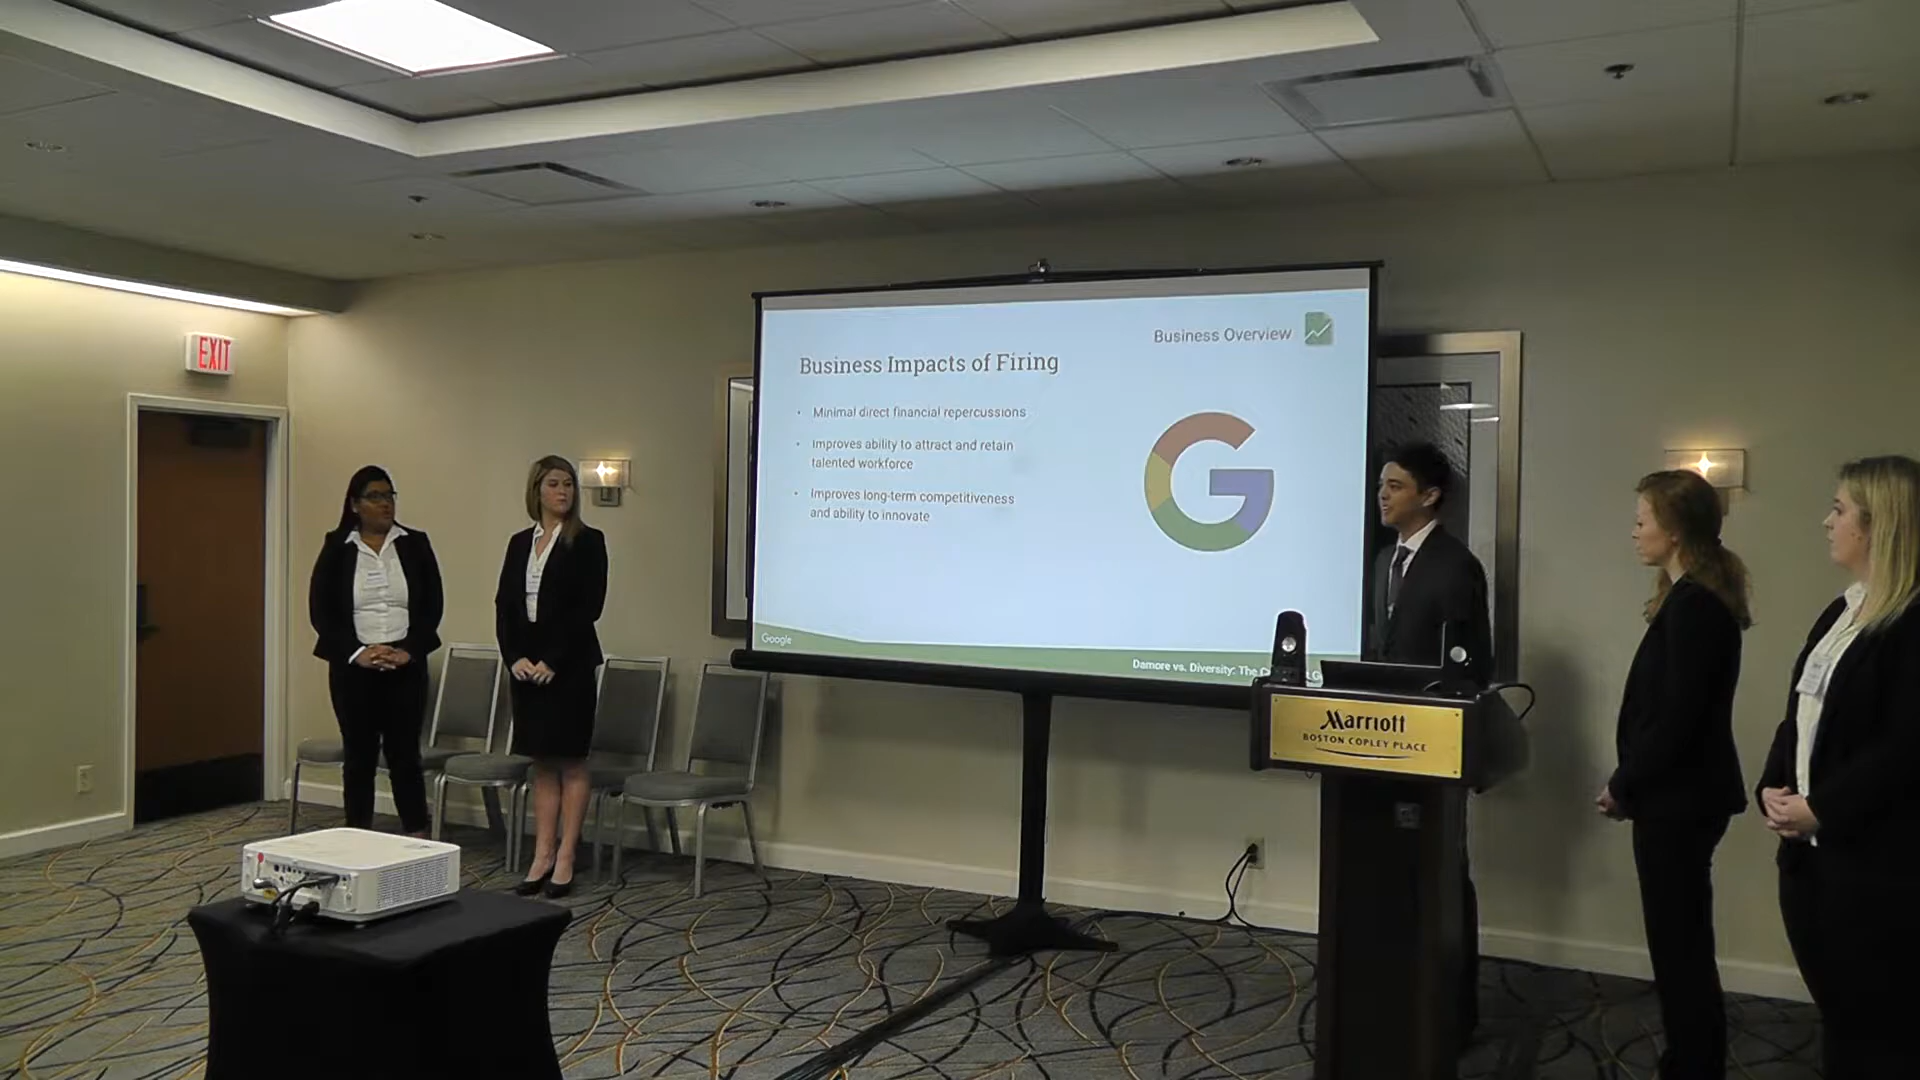 EXIT
Business Overview
Business Impacts of Firing
• Minimal direct financial repercussions
• Improves ability to attract and retain
talented workforce
• Improves long-term competitiveness
and ability to innovate
G
Google
Damore vs. Diversity: The
Marriott
BOSTON COPLEY PLACE